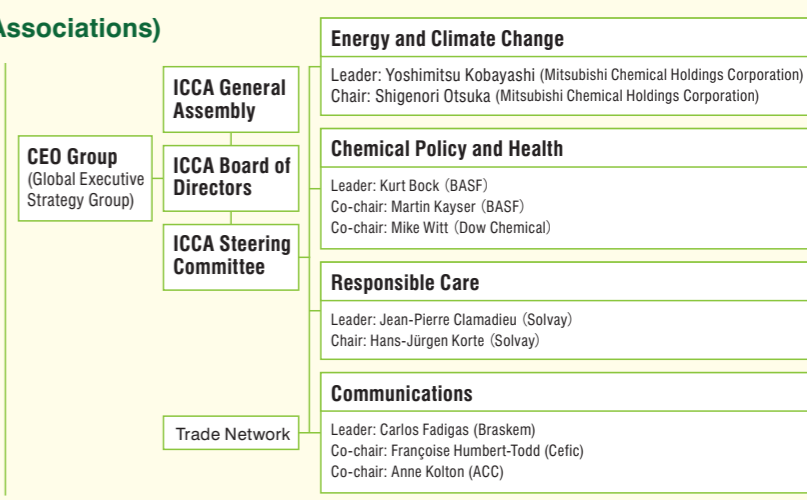 Associations)
CEO Group
(Global Executive
Strategy Group)
ICCA General
Assembly
ICCA Board of
Directors
ICCA Steering
Committee
Trade Network
Energy and Climate Change
Leader: Yoshimitsu Kobayashi (Mitsubishi Chemical Holdings Corporation)
Chair: Shigenori Otsuka (Mitsubishi Chemical Holdings Corporation)
Chemical Policy and Health
Leader: Kurt Bock (BASF)
Co-chair: Martin Kayser (BASF)
Co-chair: Mike Witt (Dow Chemical)
Responsible Care
Leader: Jean-Pierre Clamadieu (Solvay)
Chair: Hans-Jürgen Korte (Solvay)
Communications
Leader: Carlos Fadigas (Braskem)
Co-chair: Françoise Humbert-Todd (Cefic)
Co-chair: Anne Kolton (ACC)